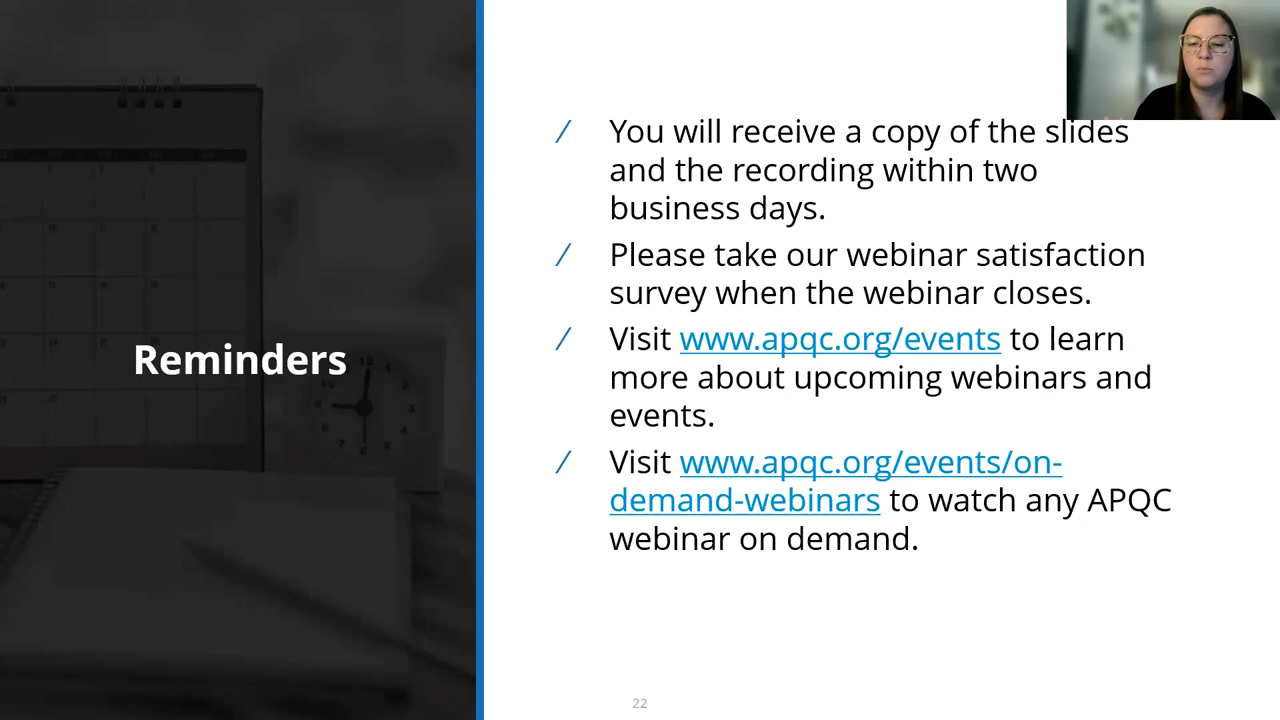 Reminders
/ You will receive a copy of the slides
and the recording within two
business days.
/ Please take our webinar satisfaction
survey when the webinar closes.
/ Visit www.apqc.org/events to learn
more about upcoming webinars and
events.
/ Visit www.apqc.org/events/on-
demand-webinars to watch any APQC
webinar on demand.
22